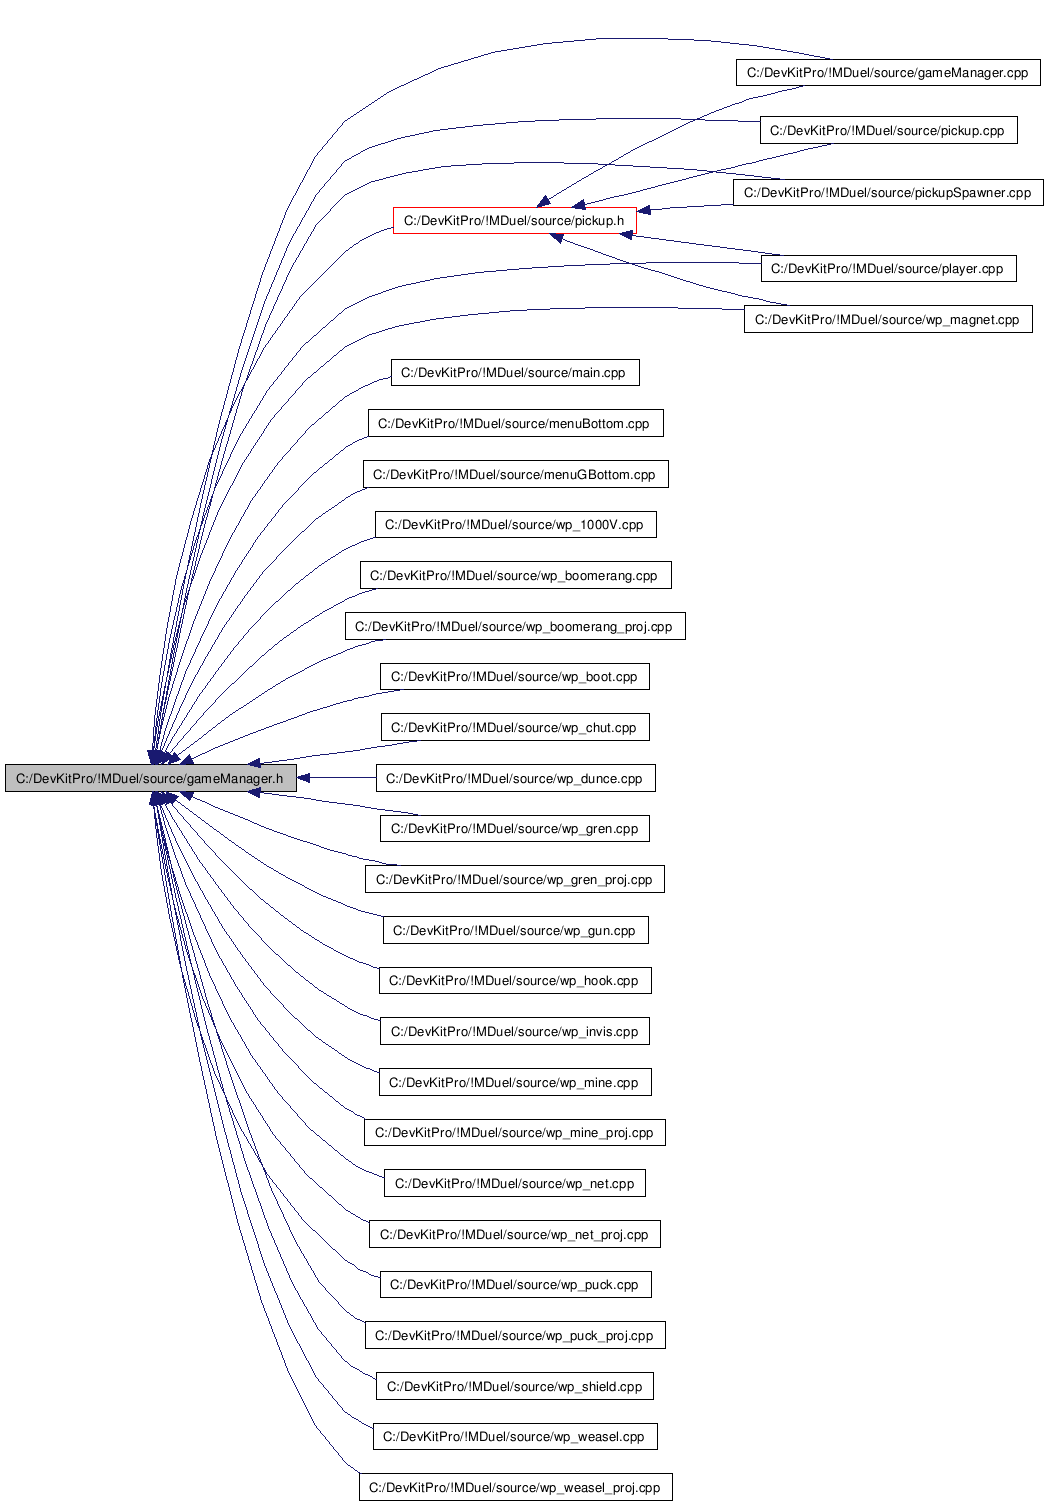 C:/DevKitPro/!MDuel/source/gameManager.cpp
C:/DevKitPro/!MDuel/source/pickup.cpp
C:/DevKitPro/!MDuel/source/pickupSpawner.cpp
C:/DevKitPro/!MDuel/source/pickup.h
C:/DevKitPro/!MDuel/source/player.cpp
C:/DevKitPro/!MDuel/source/wp_magnet.cpp
C:/DevKitPro/!MDuel/source/main.cpp
C:/DevKitPro/!MDuel/source/menuBottom.cpp
C:/DevKitPro/!MDuel/source/menuGBottom.cpp
C:/DevKitPro/!MDuel/source/wp_1000V.cpp
C:/DevKitPro/!MDuel/source/wp_boomerang.cpp
C:/DevKitPro/!MDuel/source/wp_boomerang_proj.cpp
C:/DevKitPro/!MDuel/source/wp_boot.cpp
C:/DevKitPro/!MDuel/source/wp_chut.cpp
C:/DevKitPro/!MDuel/source/gameManager.h
C:/DevKitPro/!MDuel/source/wp_dunce.cpp
C:/DevKitPro/!MDuel/source/wp_gren.cpp
C:/DevKitPro/!MDuel/source/wp_gren_proj.cpp
C:/DevKitPro/!MDuel/source/wp_gun.cpp
C:/DevKitPro/!MDuel/source/wp_hook.cpp
C:/DevKitPro/!MDuel/source/wp_invis.cpp
C:/DevKitPro/!MDuel/source/wp_mine.cpp
C:/DevKitPro/!MDuel/source/wp_mine_proj.cpp
C:/DevKitPro/!MDuel/source/wp_net.cpp
C:/DevKitPro/!MDuel/source/wp_net_proj.cpp
C:/DevKitPro/!MDuel/source/wp_puck.cpp
C:/DevKitPro/!MDuel/source/wp_puck_proj.cpp
C:/DevKitPro/!MDuel/source/wp_shield.cpp
C:/DevKitPro/!MDuel/source/wp_weasel.cpp
C:/DevKitPro/!MDuel/source/wp_weasel_proj.cpp